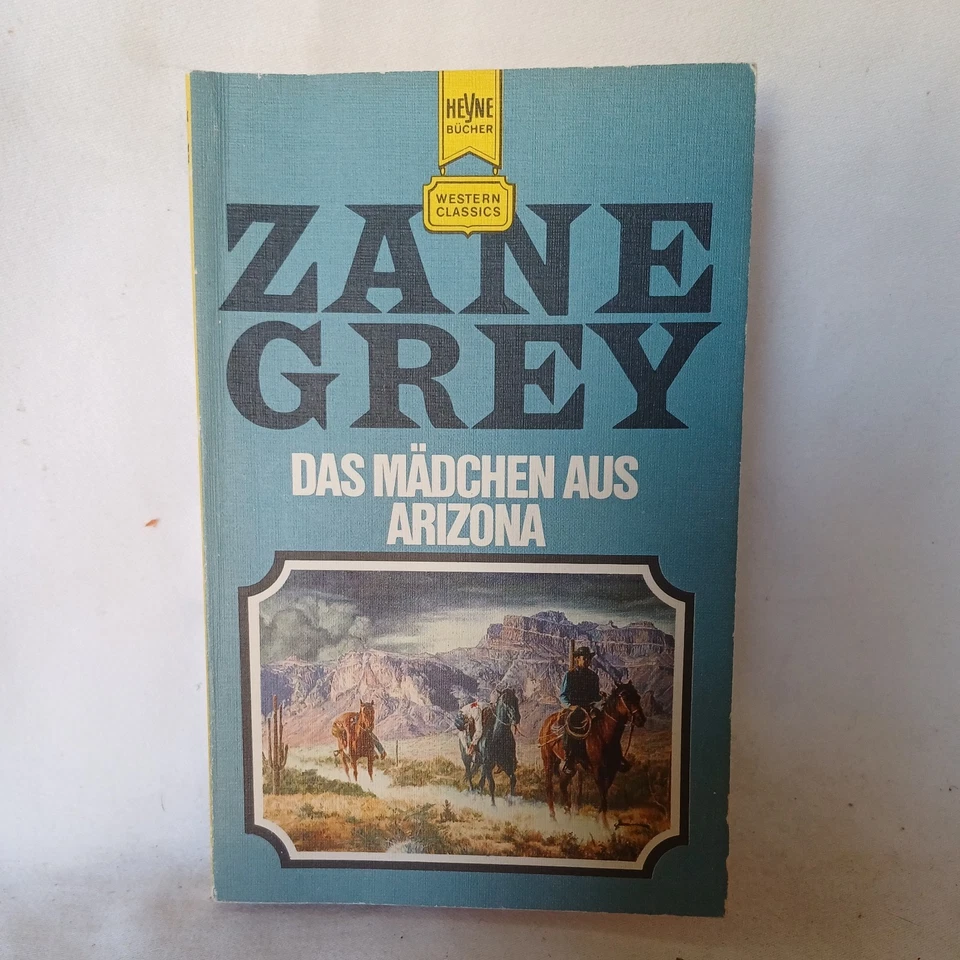 HEYNE
BÜCHER
WESTERN
CLASSICS
ZANE
GREY
DAS MÄDCHEN AUS
ARIZONA